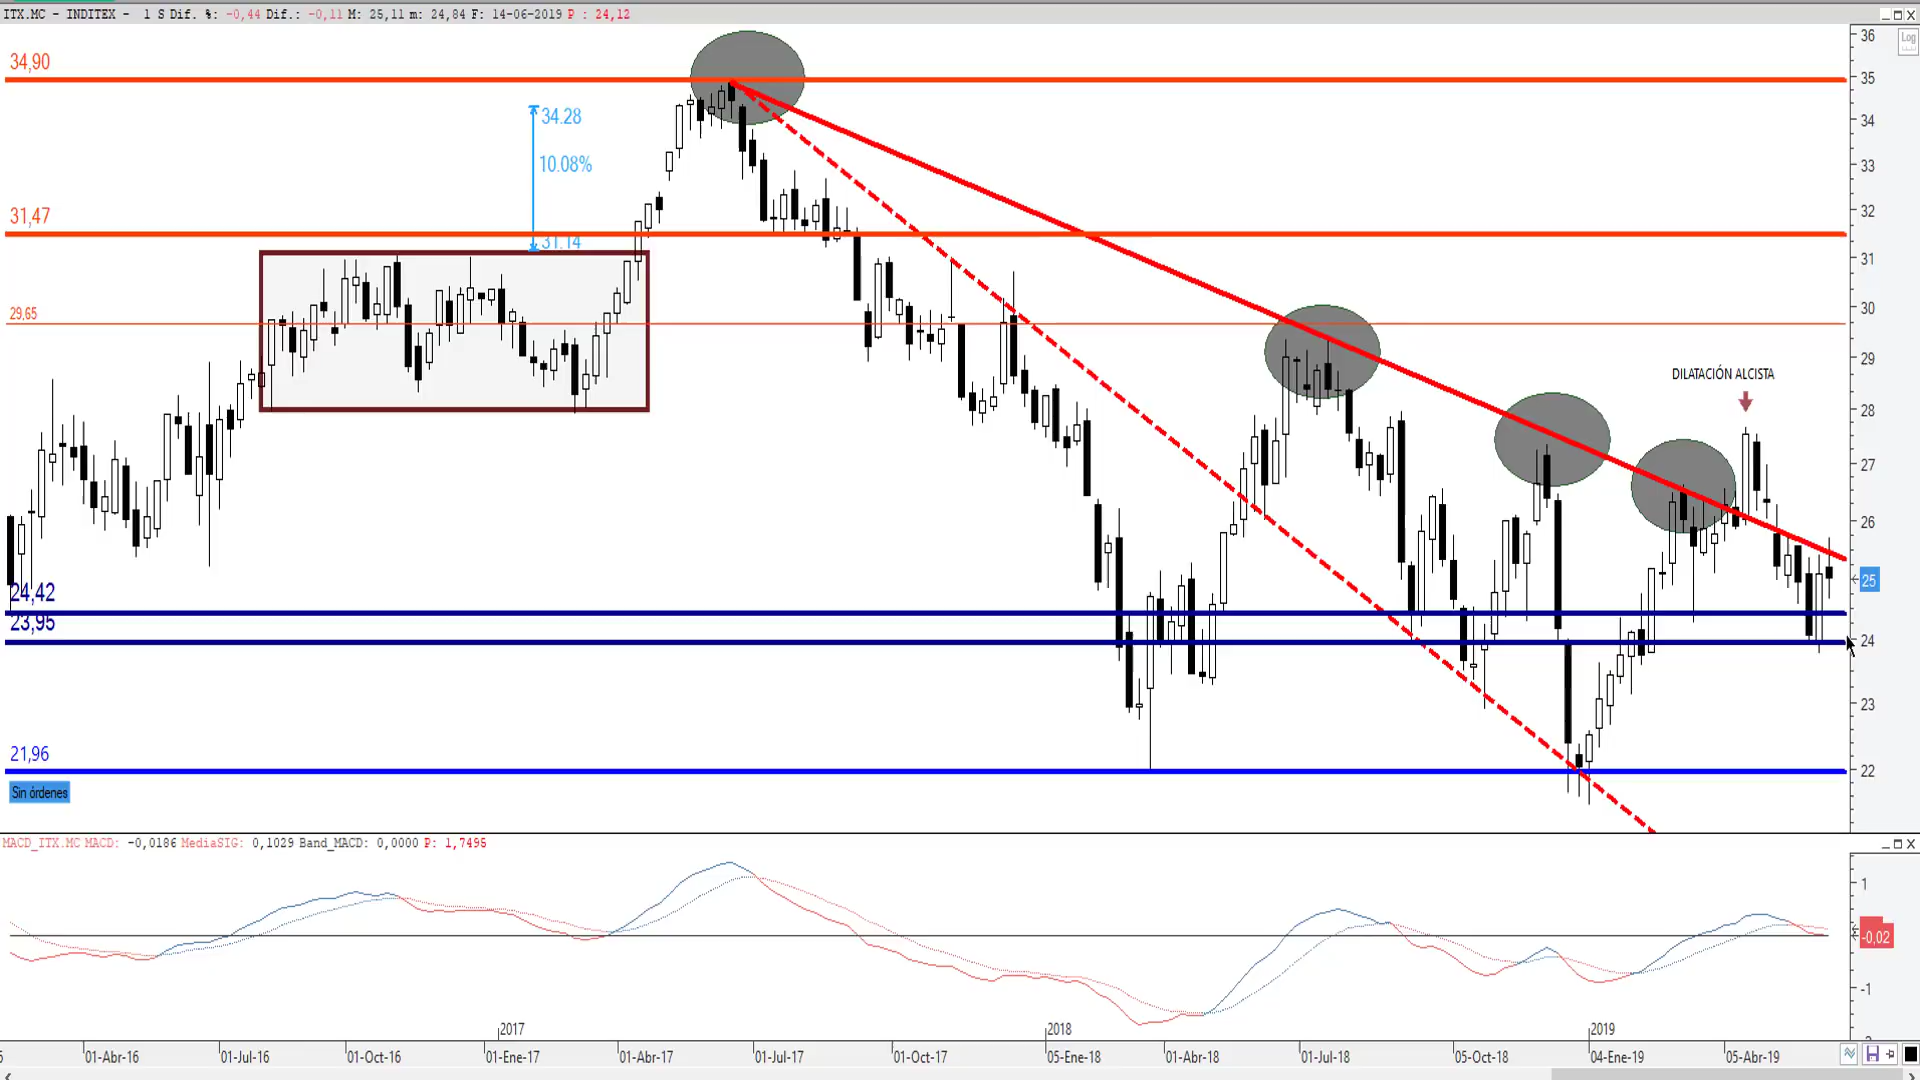 ITX.MC - INDITEX - 1 S Dif. %: -0,44 Dif.: -0,11 M: 25,11 m: 24,84 F: 14-06-2019 P : 24,12
Log
36
34,90
35
34.28
34
10.08%
33
31,47
32
31.14
31
29,65
30
29
DILATACIÓN ALCISTA
28
27
26
25
24,42
23,95
24
23
21,96
22
Sin órdenes
MACD_ITX.MC MACD: -0,0186 MediaSIG: 0,1029 Band_MACD: 0,0000 P: 1,7495
1
-0,02
-1
2017
2018
2019
01-Abr-16
01-Jul-16
01-Oct-16
01-Ene-17
01-Abr-17
01-Jul-17
01-Oct-17
05-Ene-18
01-Abr-18
01-Jul-18
05-Oct-18
04-Ene-19
05-Abr-19